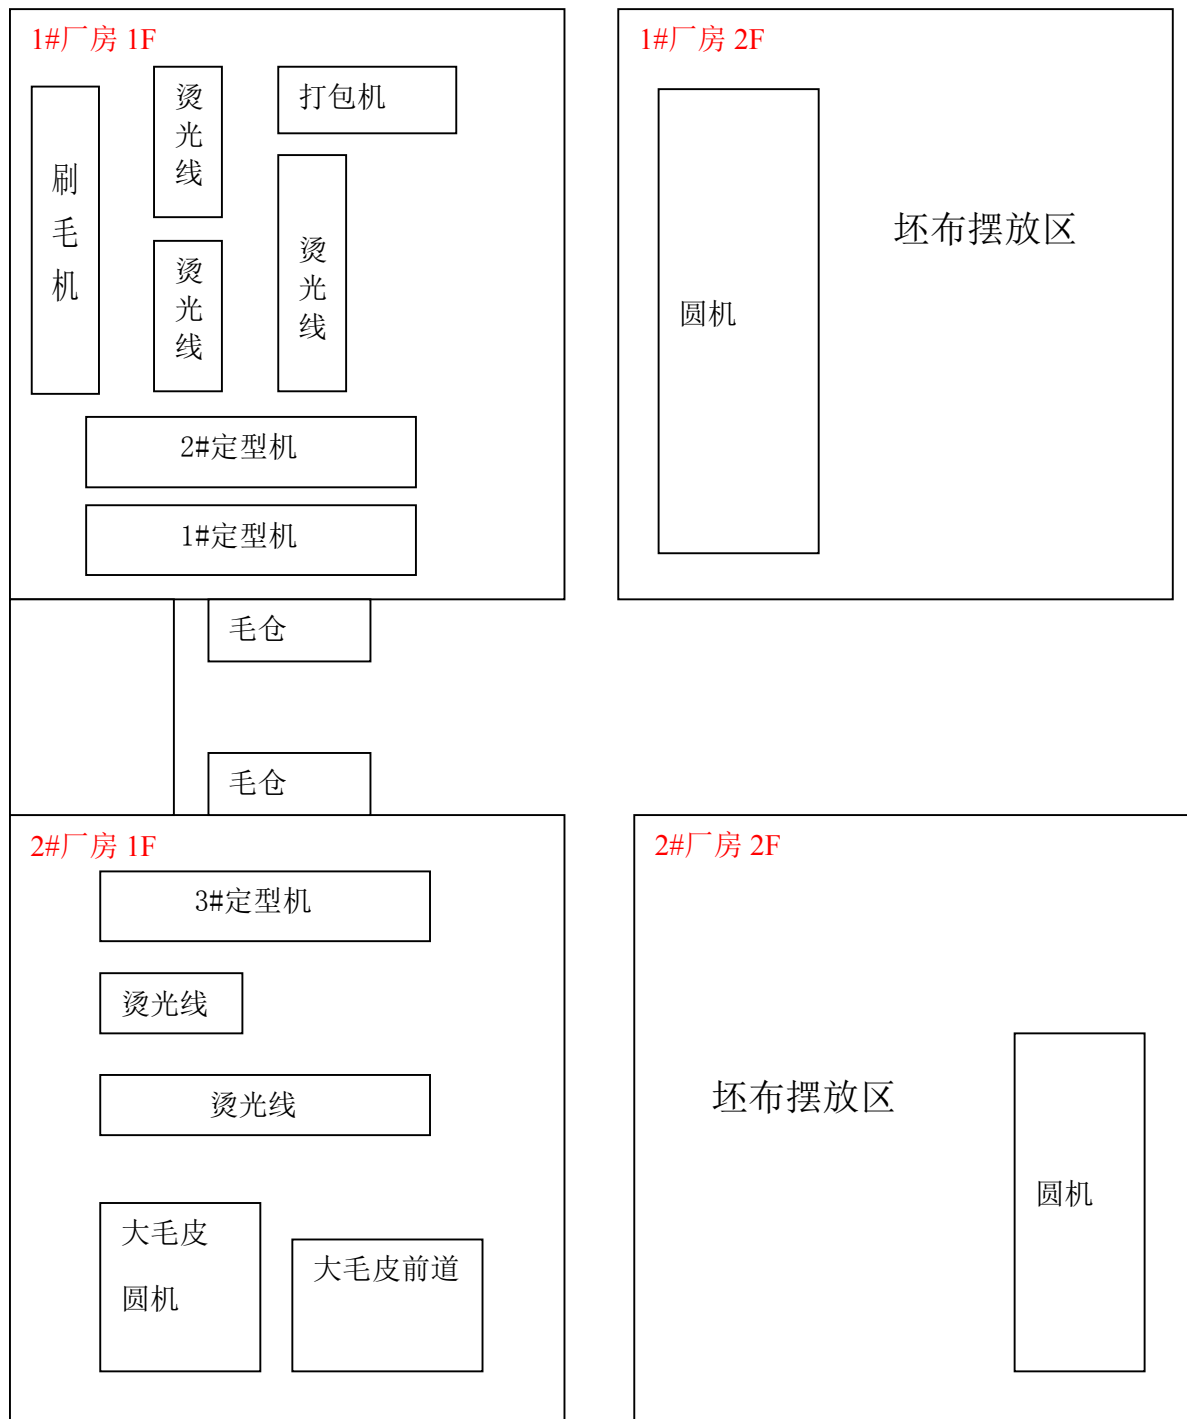 1#厂房 1F
刷毛机
烫光线
烫光线
打包机
烫光线
2#定型机
1#定型机
1#厂房 2F
圆机
坯布摆放区
毛仓
毛仓
2#厂房 1F
3#定型机
烫光线
烫光线
大毛皮
圆机
大毛皮前道
2#厂房 2F
坯布摆放区
圆机